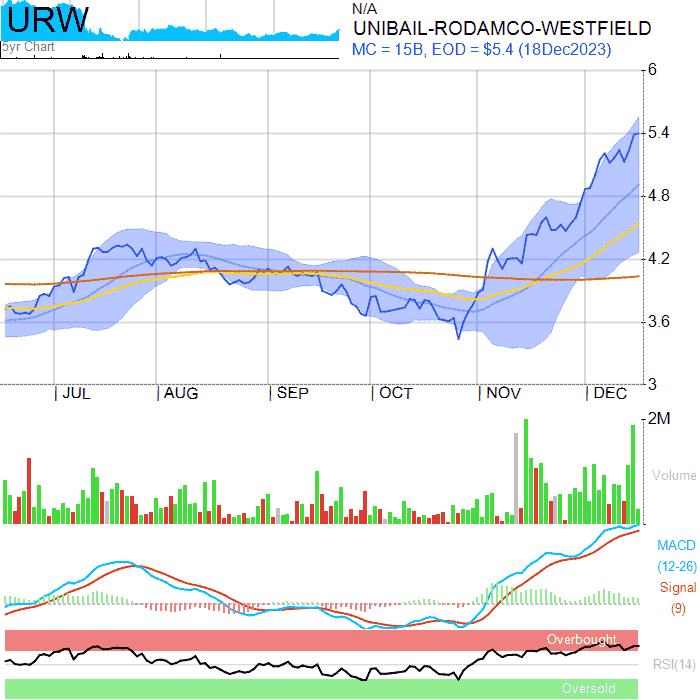 URW
5yr Chart
N/A
UNIBAIL-RODAMCO-WESTFIELD
MC = 15B, EOD = $5.4 (18Dec2023)
6
5.4
4.8
4.2
3.6
3
JUL AUG SEP OCT NOV DEC
2M
Volume
MACD
(12-26)
Signal
(9)
Overbought
RSI(14)
Oversold